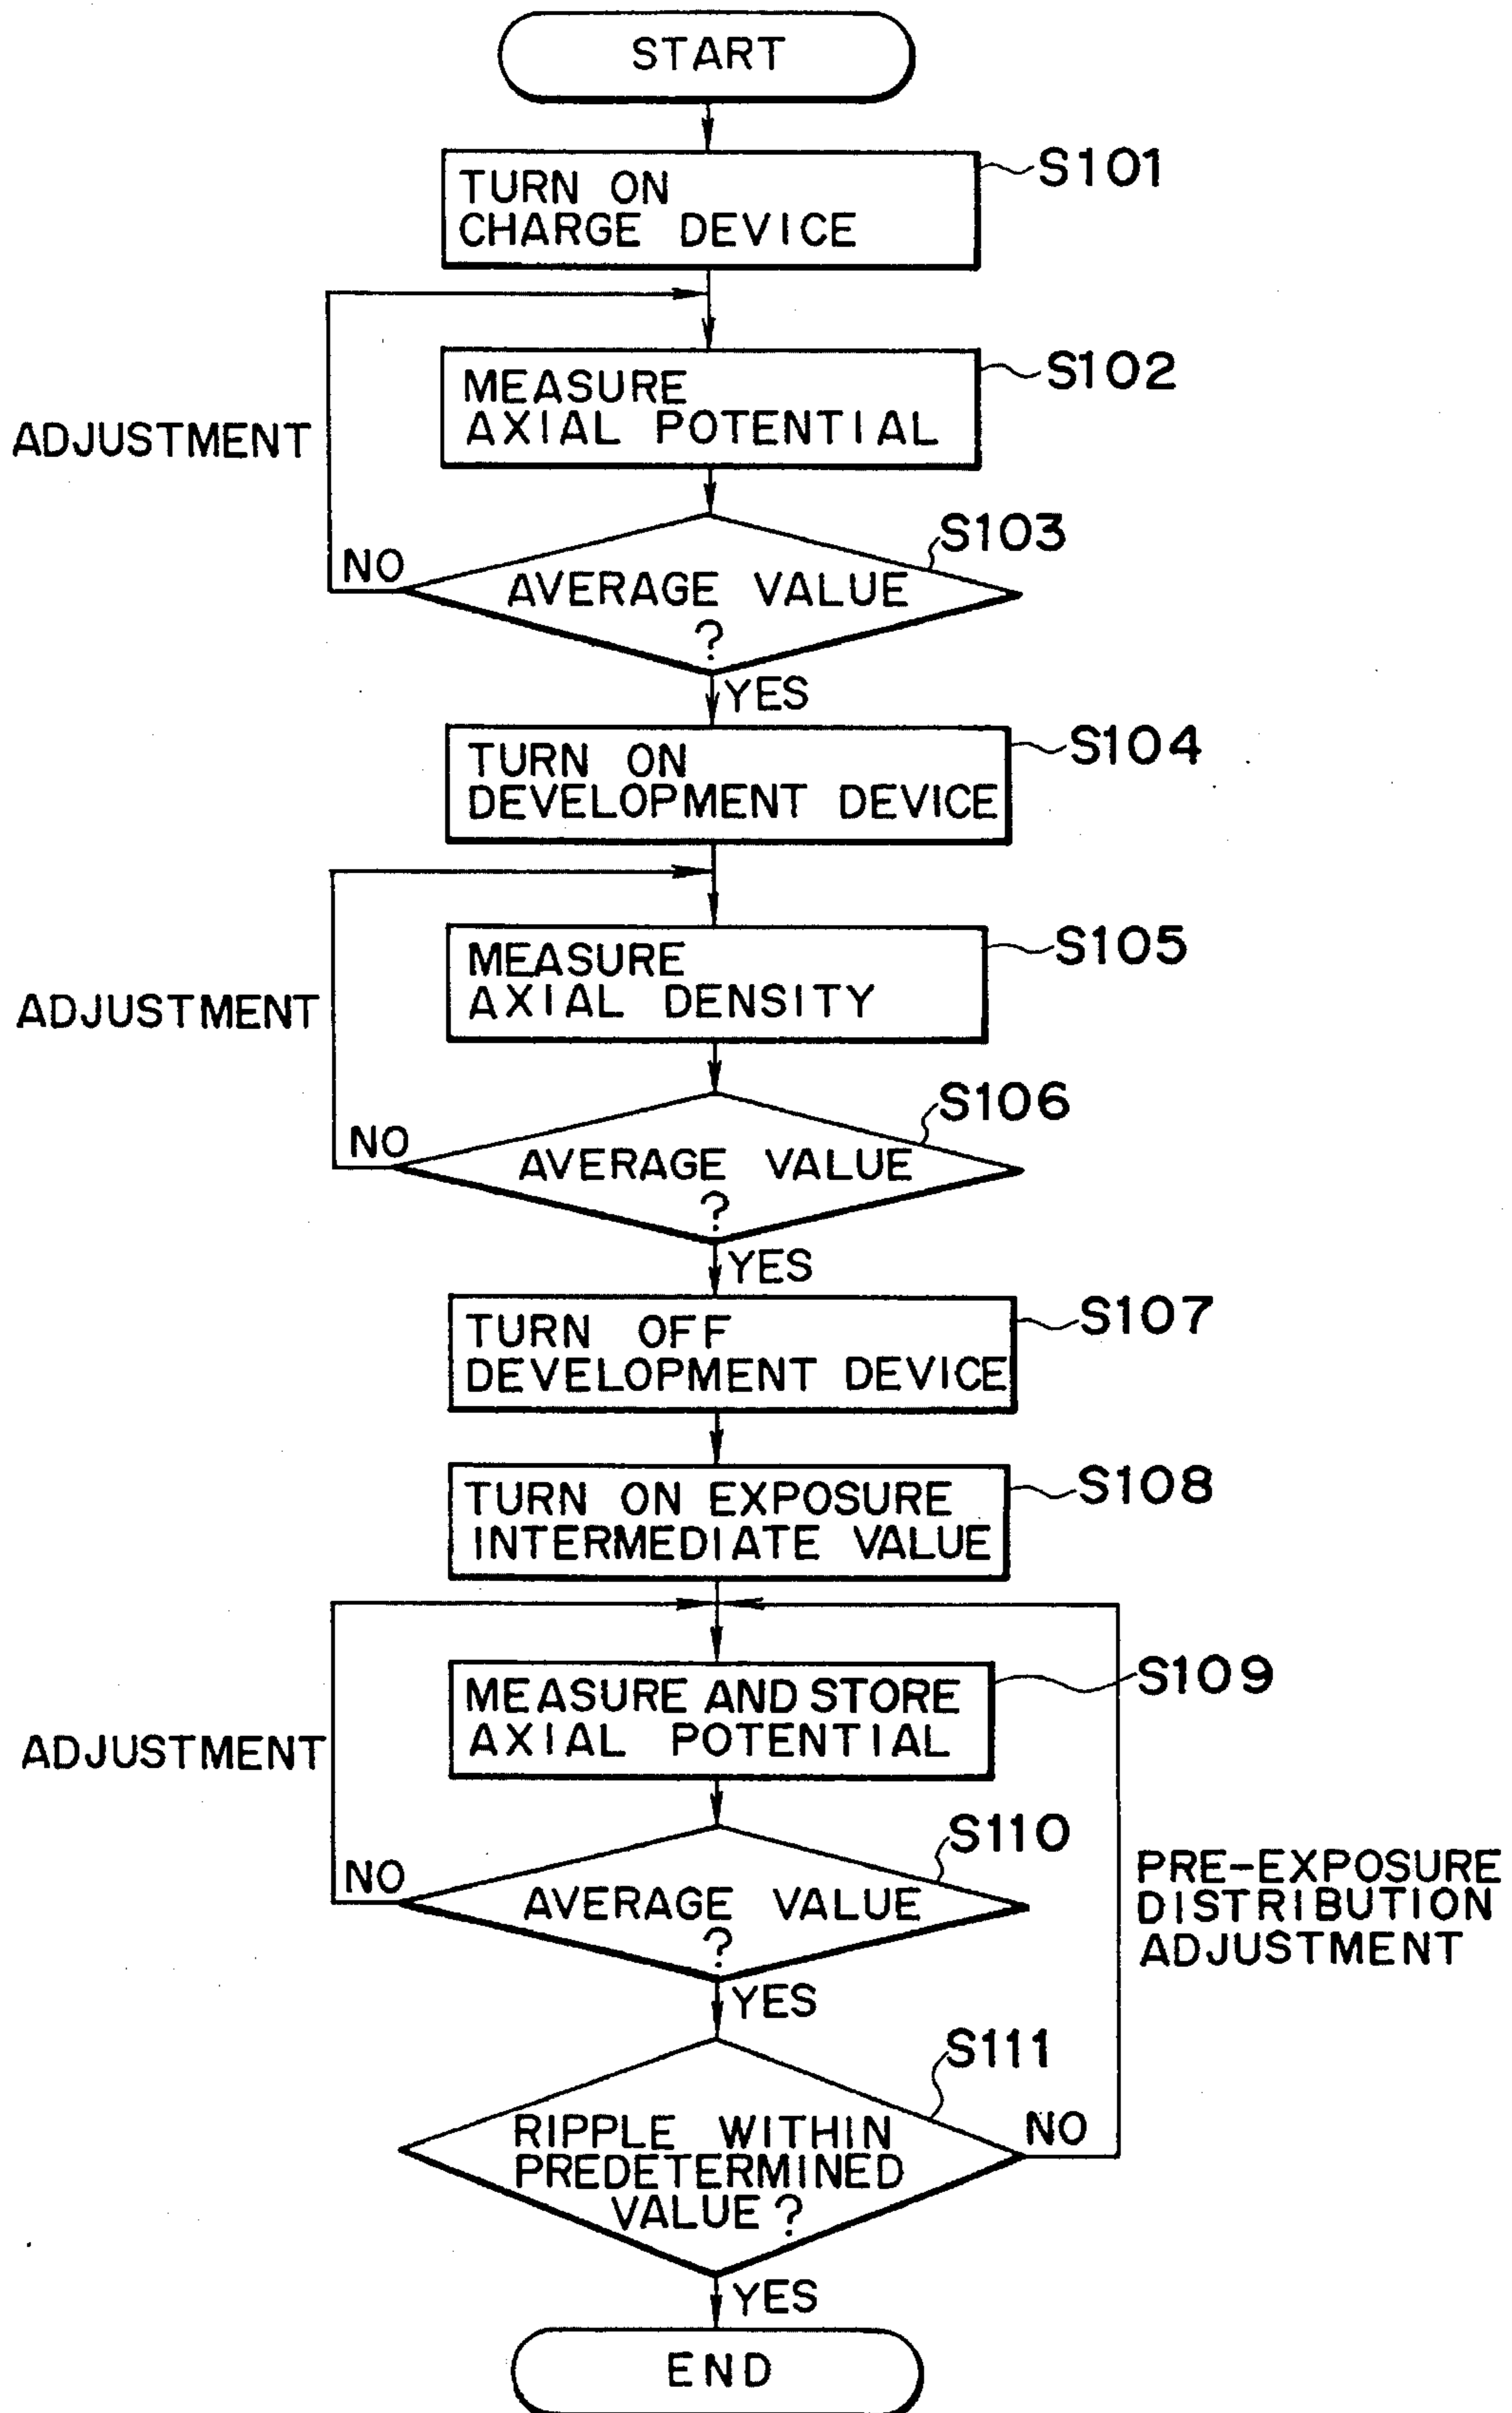 START
S101
TURN ON
CHARGE DEVICE
S102
MEASURE
AXIAL POTENTIAL
ADJUSTMENT
S103
NO
AVERAGE VALUE
?
YES
S104
TURN ON
DEVELOPMENT DEVICE
S105
MEASURE
AXIAL DENSITY
ADJUSTMENT
S106
NO
AVERAGE VALUE
?
YES
S107
TURN OFF
DEVELOPMENT DEVICE
S108
TURN ON EXPOSURE
INTERMEDIATE VALUE
S109
MEASURE AND STORE
AXIAL POTENTIAL
ADJUSTMENT
S110
NO
AVERAGE VALUE
?
YES
PRE-EXPOSURE
DISTRIBUTION
ADJUSTMENT
S111
NO
RIPPLE WITHIN
PREDETERMINED
VALUE?
YES
END